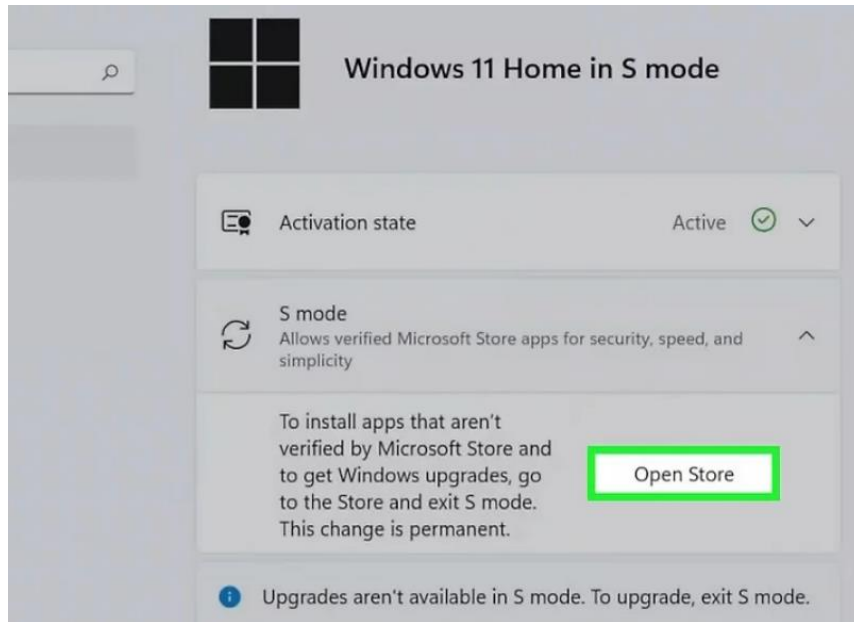 Windows 11 Home in S mode
Activation state
Active
S mode
Allows verified Microsoft Store apps for security, speed, and
simplicity
To install apps that aren't
verified by Microsoft Store and
to get Windows upgrades, go
to the Store and exit S mode.
This change is permanent.
Open Store
Upgrades aren't available in S mode. To upgrade, exit S mode.